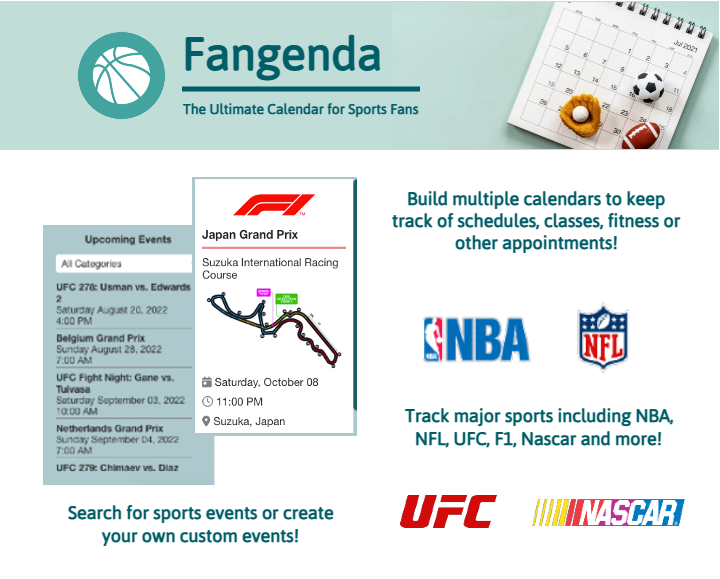 Fangenda
The Ultimate Calendar for Sports Fans
Jul 2021
Upcoming Events
All Categories
UFC 278: Usman vs. Edwards
2
Saturday August 20, 2022
4:00 PM
Belgium Grand Prix
Sunday August 28, 2022
7:00 AM
UFC Fight Night: Gane vs.
Tuivasa
Saturday September 03, 2022
10:00 AM
Netherlands Grand Prix
Sunday September 04, 2022
7:00 AM
UFC 279: Chimaev vs. Diaz
F1
Japan Grand Prix
Suzuka International Racing
Course
Saturday, October 08
11:00 PM
Suzuka, Japan
Search for sports events or create
your own custom events!
Build multiple calendars to keep
track of schedules, classes, fitness or
other appointments!
NBA
NFL
Track major sports including NBA,
NFL, UFC, F1, Nascar and more!
UFC
NASCAR